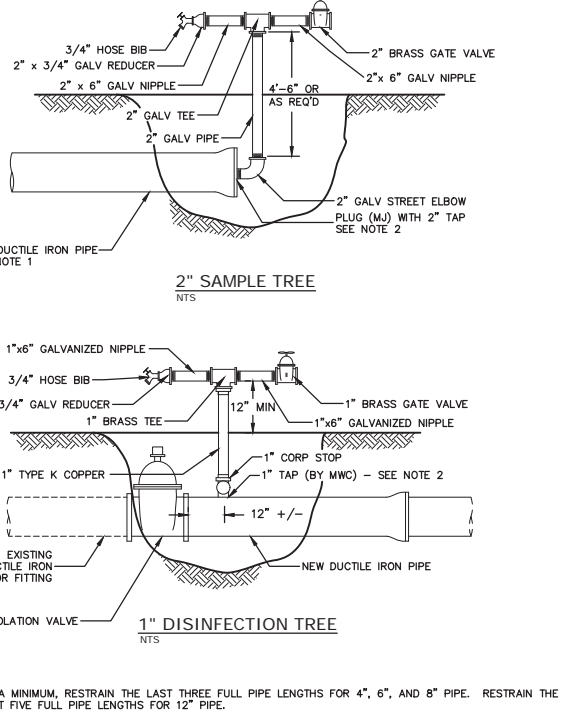 3/4" HOSE BIB
2" x 3/4" GALV REDUCER
2" x 6" GALV NIPPLE
2" GALV TEE
2" GALV PIPE
2" BRASS GATE VALVE
2"x 6" GALV NIPPLE
4'-6" OR
AS REQ'D
2" GALV STREET ELBOW
PLUG (MJ) WITH 2" TAP
SEE NOTE 2
DUCTILE IRON PIPE
NOTE 1
2" SAMPLE TREE
NTS
1"x6" GALVANIZED NIPPLE
3/4" HOSE BIB
3/4" GALV REDUCER
1" BRASS TEE
12" MIN
1" BRASS GATE VALVE
1"x6" GALVANIZED NIPPLE
1" TYPE K COPPER
1" CORP STOP
1" TAP (BY MWC) – SEE NOTE 2
12" +/-
EXISTING
CTILE IRON
OR FITTING
NEW DUCTILE IRON PIPE
OLATION VALVE
1" DISINFECTION TREE
NTS
A MINIMUM, RESTRAIN THE LAST THREE FULL PIPE LENGTHS FOR 4", 6", AND 8" PIPE. RESTRAIN THE
T FIVE FULL PIPE LENGTHS FOR 12" PIPE.